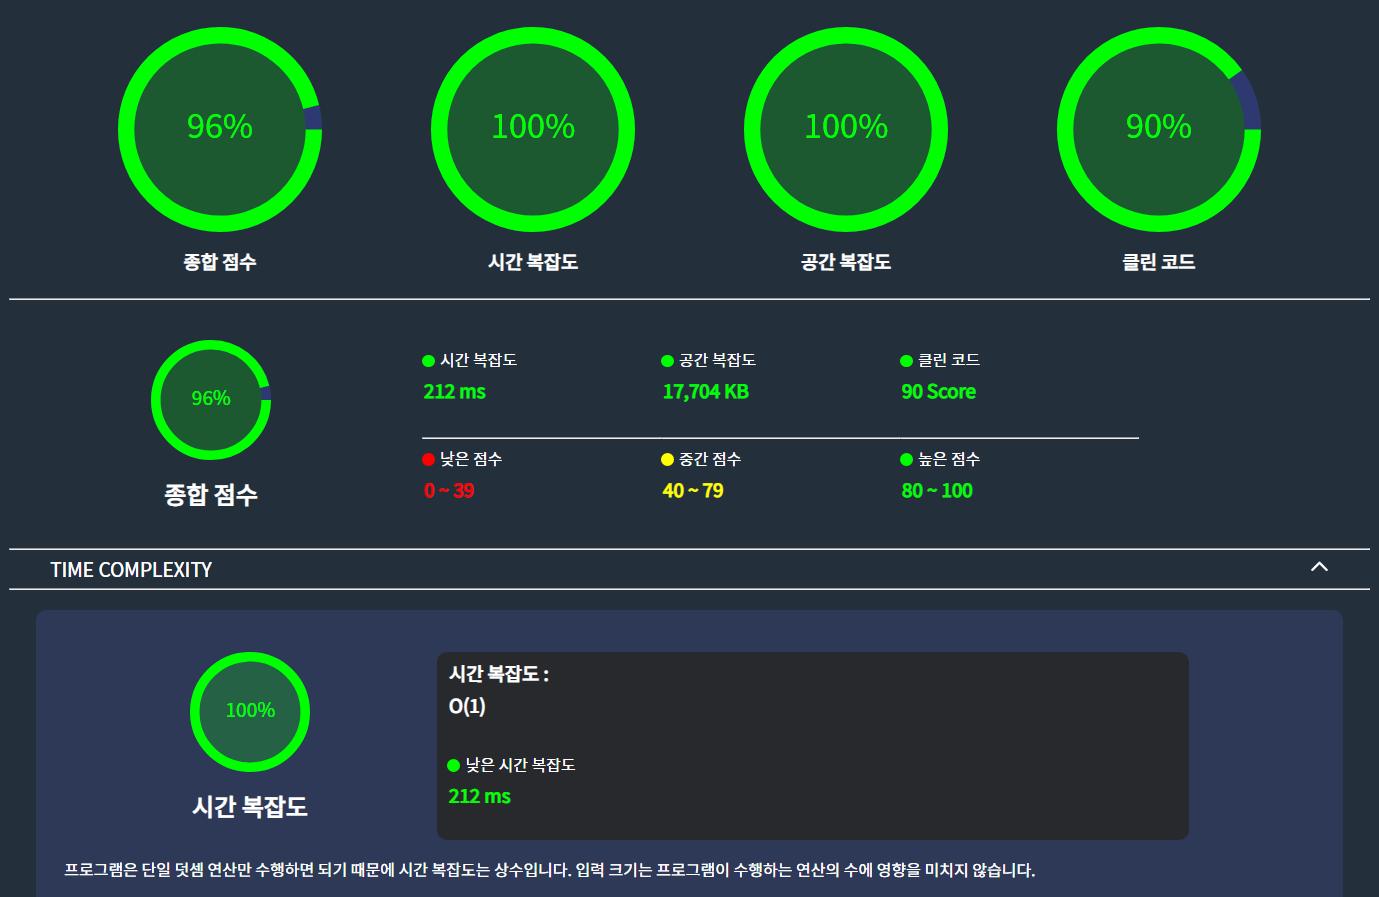 96%
100%
100%
90%
종합 점수
시간 복잡도
공간 복잡도
클린 코드
96%
종합 점수
시간 복잡도
공간 복잡도
클린 코드
212 ms
17,704 KB
90 Score
낮은 점수
중간 점수
높은 점수
0 ~ 39
40 ~ 79
80 ~ 100
TIME COMPLEXITY
100%
시간 복잡도
시간 복잡도 :
O(1)
낮은 시간 복잡도
212 ms
프로그램은 단일 덧셈 연산만 수행하면 되기 때문에 시간 복잡도는 상수입니다. 입력 크기는 프로그램이 수행하는 연산의 수에 영향을 미치지 않습니다.